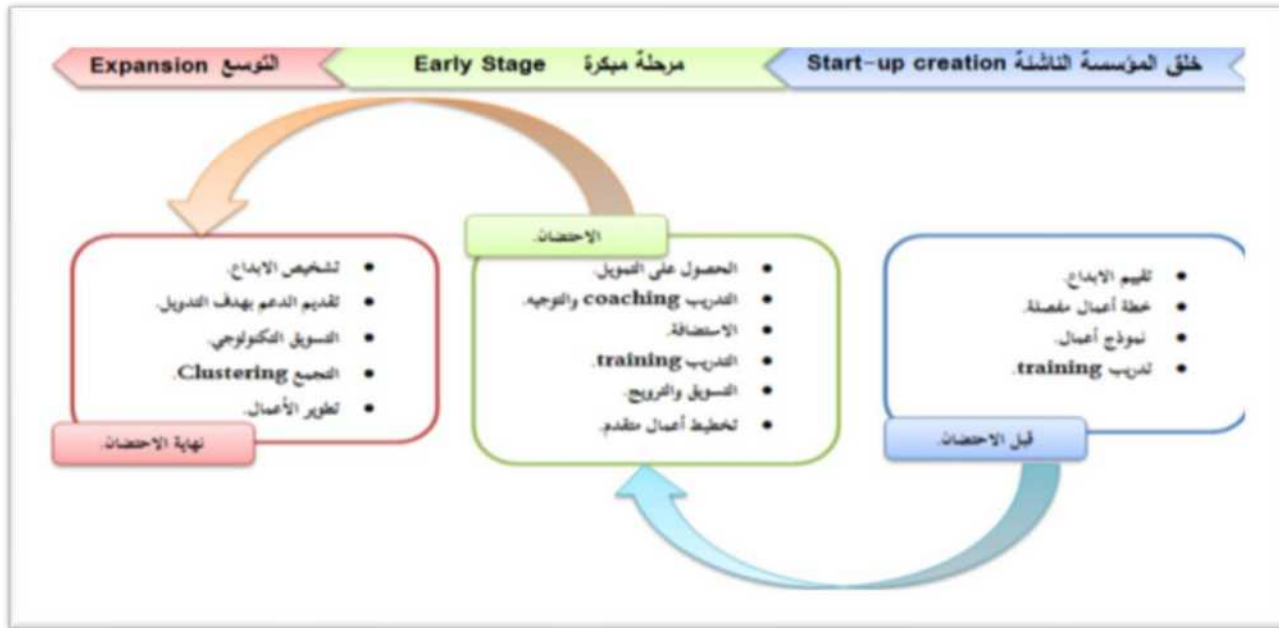 خلق المؤسسة الناشئة Start-up creation
مرحلة مبكرة Early Stage
التوسع Expansion
تقييم الابداع.
خطة أعمال مفصلة.
نموذج أعمال.
تدريب training.
قبل الاحتضان.
الاحتضان.
الحصول على التمويل.
التدريب coaching والتوجيه.
الاستضافة.
التدريب training.
التسويق والترويج.
تخطيط أعمال متقدم.
تشخيص الابداع.
تقديم الدعم بهدف التدويل.
التسويق التكنولوجي.
التجمع Clustering.
تطوير الأعمال.
نهاية الاحتضان.